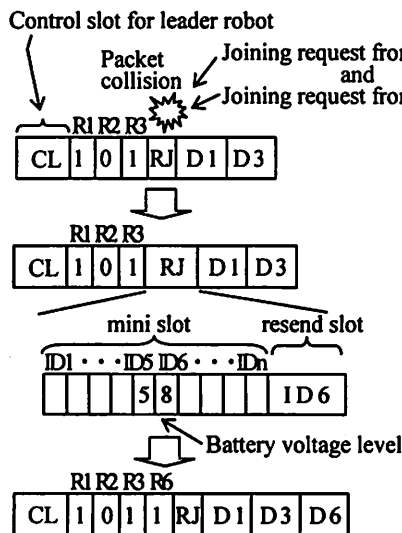 Control slot for leader robot
Packet collision
Joining request from
and
Joining request from
R1 R2 R3
CL 1 0 1 RJ D1 D3
R1 R2 R3
CL 1 0 1 RJ D1 D3
mini slot resend slot
ID1 · · · ID5 ID6 · · · IDn
5 8 ID6
Battery voltage level
R1 R2 R3 R6
CL 1 0 1 1 RJ D1 D3 D6